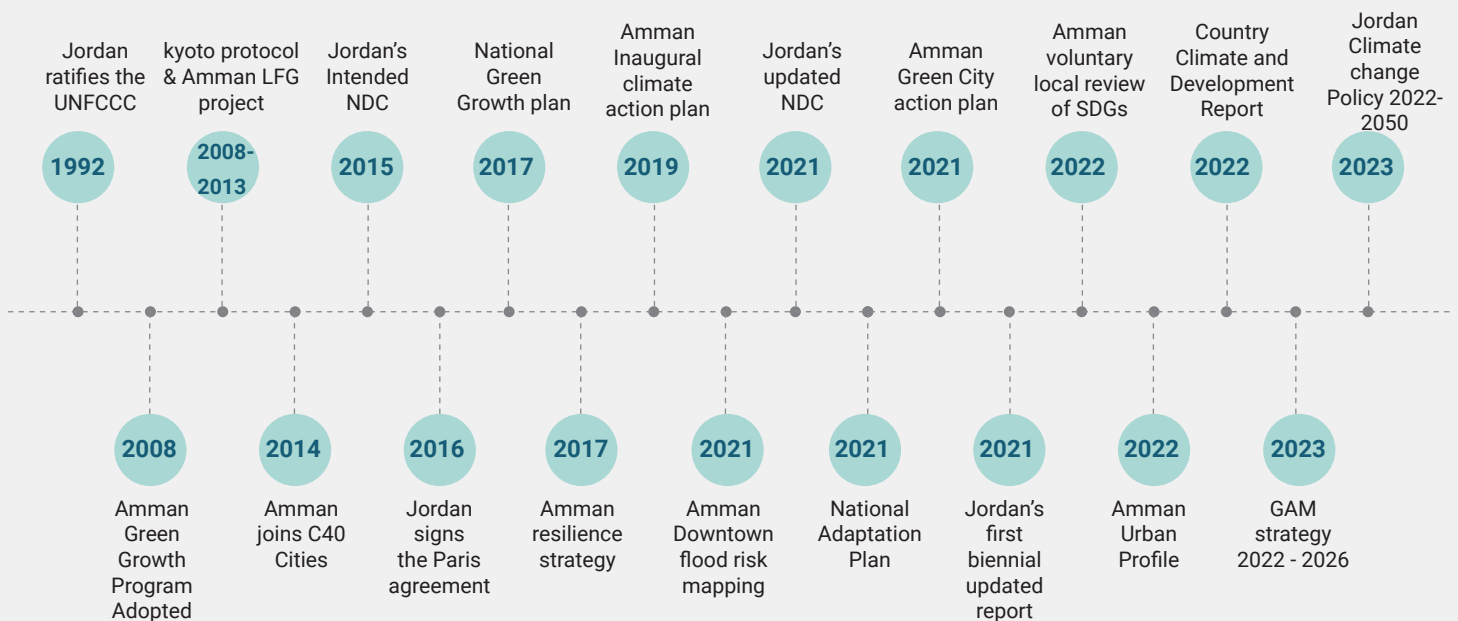 Jordan
ratifies the
UNFCCC
1992
kyoto protocol
& Amman LFG
project
2008-
2013
Jordan's
Intended
NDC
2015
National
Green
Growth plan
2017
Amman
Inaugural
climate
action plan
2019
Jordan's
updated
NDC
2021
Amman
Green City
action plan
2021
Amman
voluntary
local review
of SDGs
2022
Country
Climate and
Development
Report
2022
Jordan
Climate
change
Policy 2022-
2050
2023
2008
Amman
Green
Growth
Program
Adopted
2014
Amman
joins C40
Cities
2016
Jordan
signs
the Paris
agreement
2017
Amman
resilience
strategy
2021
Amman
Downtown
flood risk
mapping
2021
National
Adaptation
Plan
2021
Jordan's
first
biennial
updated
report
2022
Amman
Urban
Profile
2023
GAM
strategy
2022 - 2026